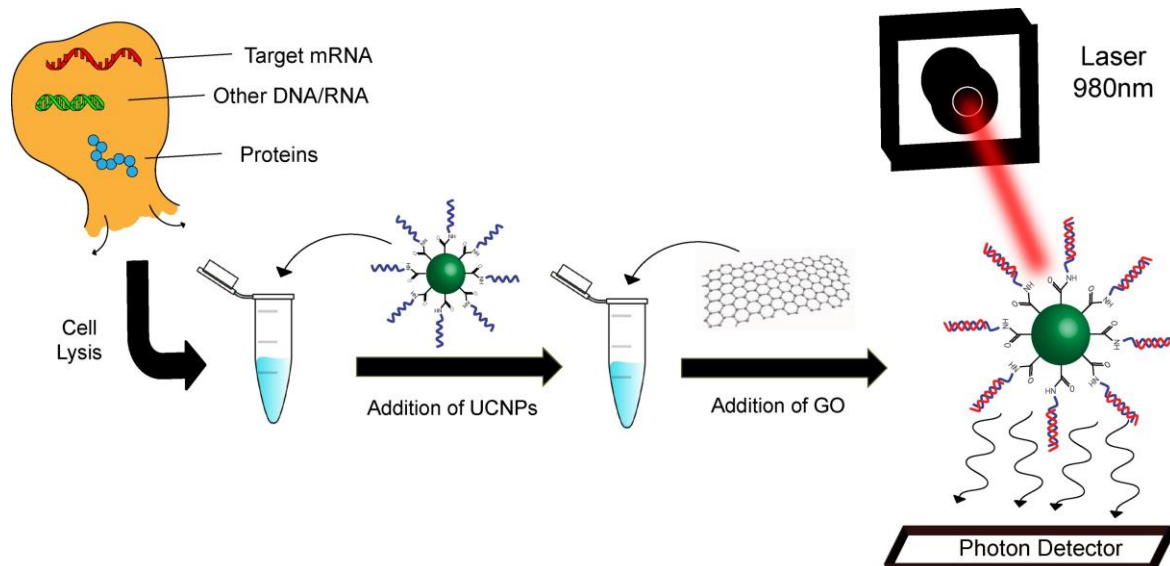 Target mRNA
Other DNA/RNA
Proteins
Cell
Lysis
Addition of UCNPs
Addition of GO
Laser
980nm
Photon Detector